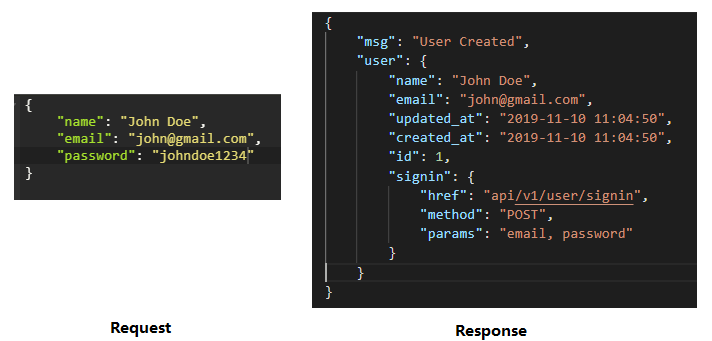 {
"name": "John Doe",
"email": "john@gmail.com",
"password": "johndoe1234"
}
Request
{
"msg": "User Created",
"user": {
"name": "John Doe",
"email": "john@gmail.com",
"updated_at": "2019-11-10 11:04:50",
"created_at": "2019-11-10 11:04:50",
"id": 1,
"signin": {
"href": "api/v1/user/signin",
"method": "POST",
"params": "email, password"
}
}
}
Response